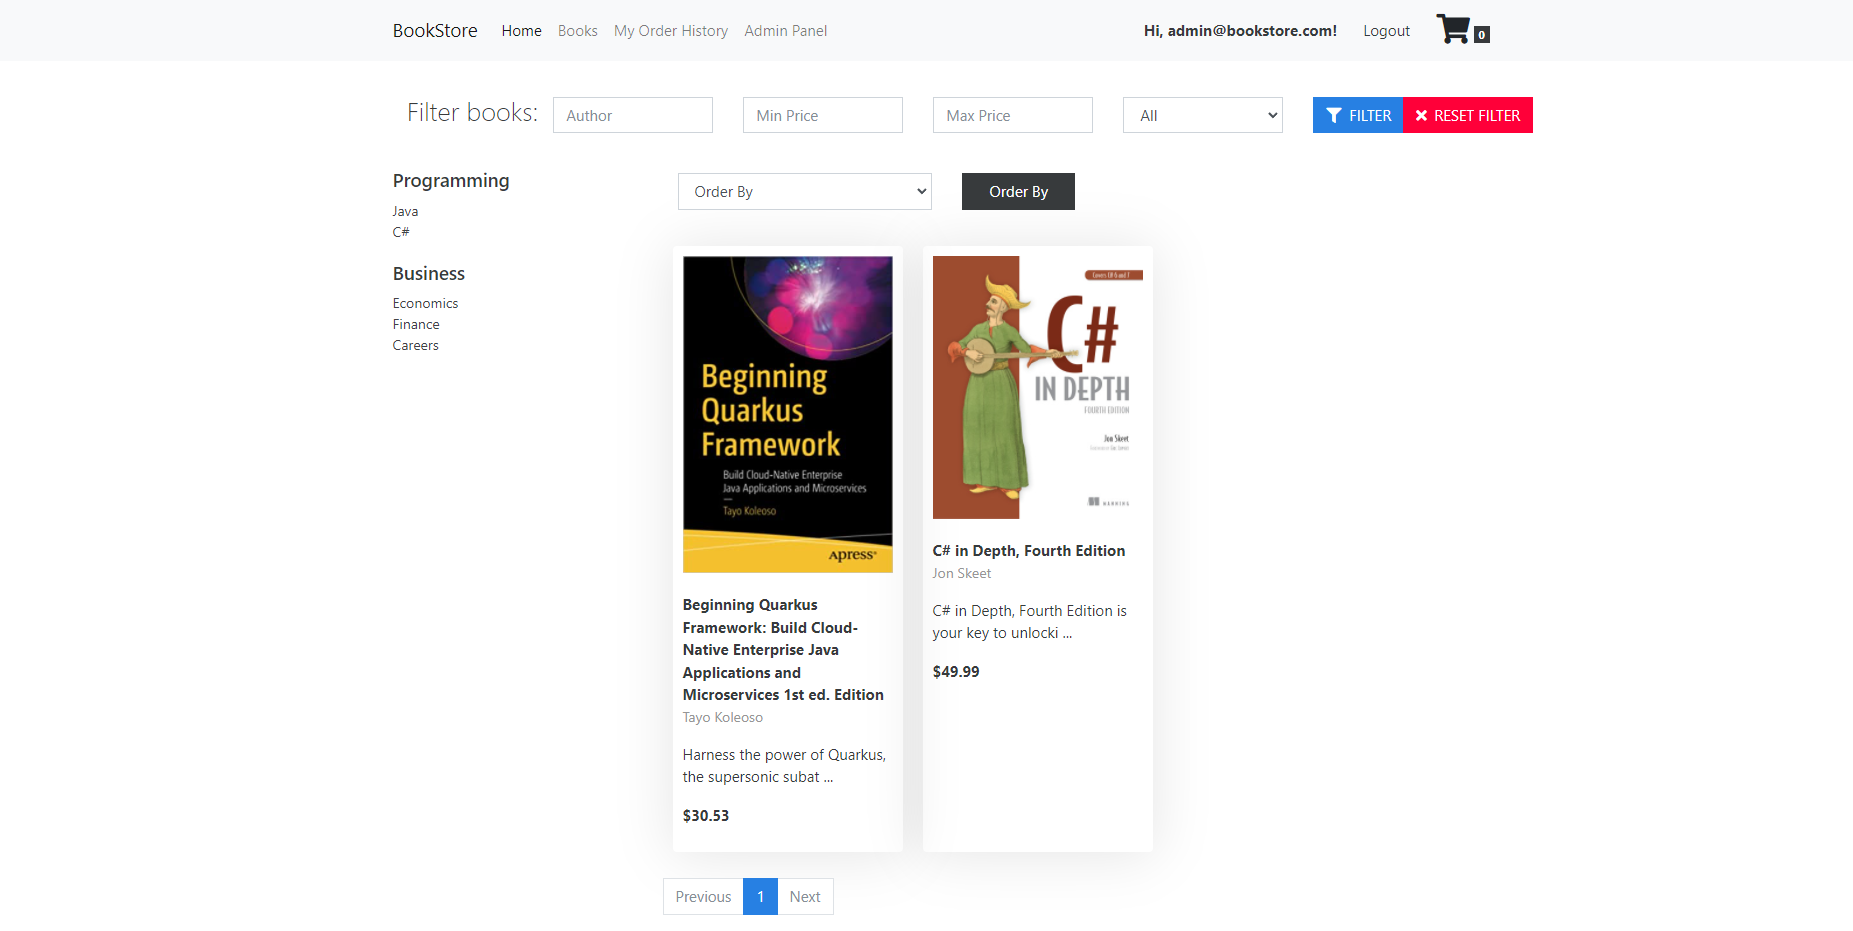 BookStore Home Books My Order History Admin Panel Hi, admin@bookstore.com! Logout 0
Filter books: Author Min Price Max Price All FILTER RESET FILTER
Programming
Java
C#
Business
Economics
Finance
Careers
Order By Order By
Beginning
Quarkus
Framework
Build Cloud-Native Enterprise
Java Applications and Microservices
Tayo Koleoso
Apress®
Beginning Quarkus
Framework: Build Cloud-
Native Enterprise Java
Applications and
Microservices 1st ed. Edition
Tayo Koleoso
Harness the power of Quarkus,
the supersonic subat ...
$30.53
Covers C# 6 and 7
C#
IN DEPTH
FOURTH EDITION
Jon Skeet
MANNING
C# in Depth, Fourth Edition
Jon Skeet
C# in Depth, Fourth Edition is
your key to unlocki ...
$49.99
Previous 1 Next